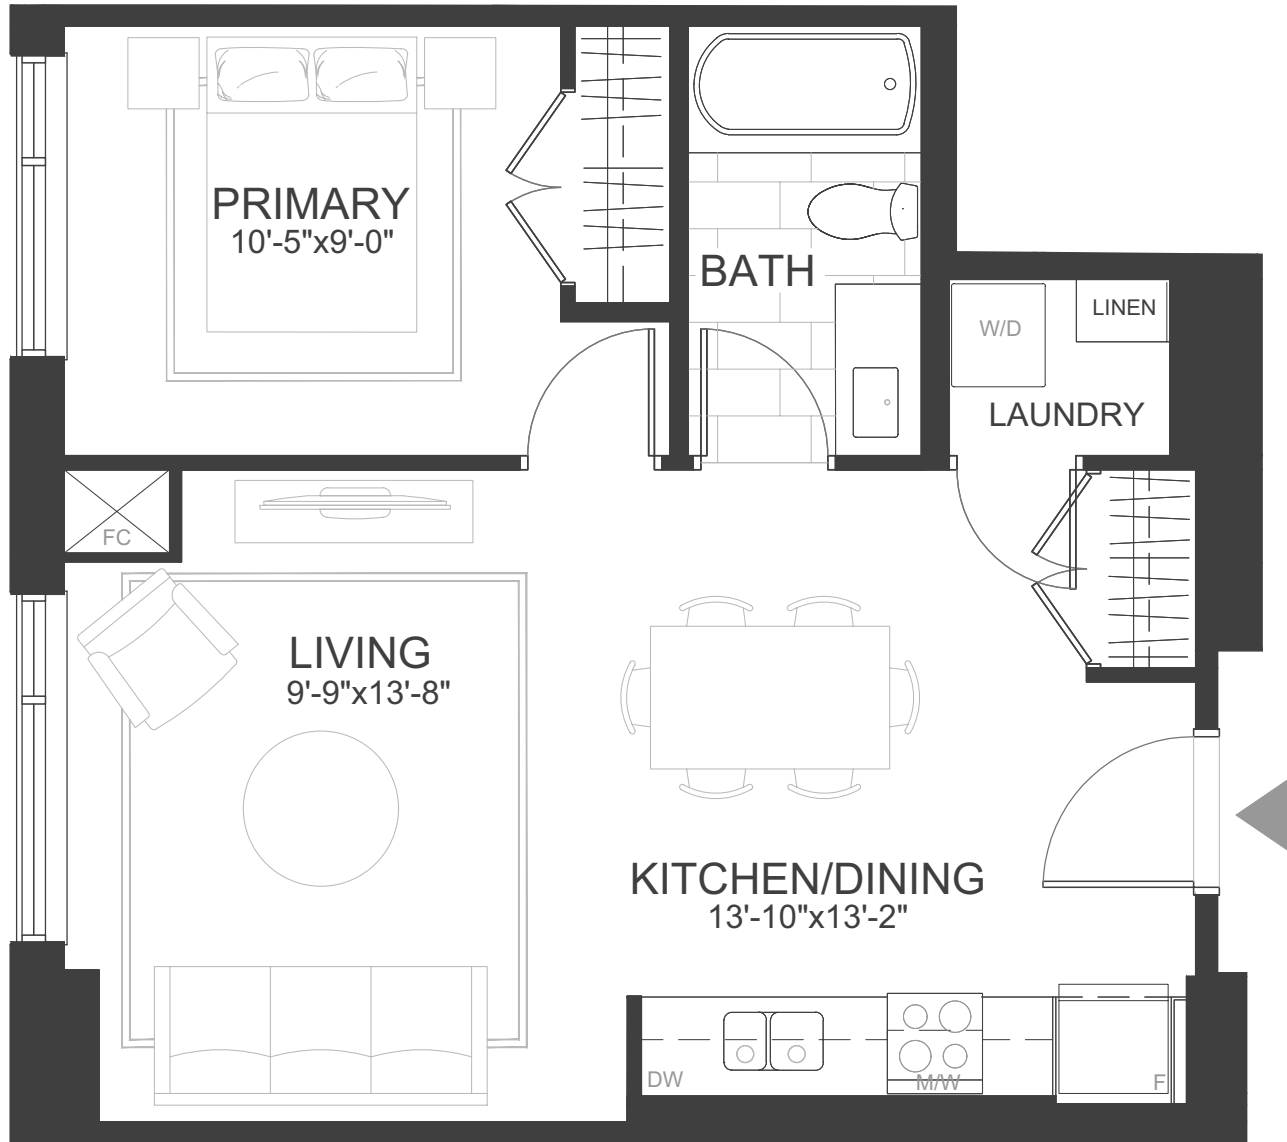 PRIMARY
10'-5"x9'-0"
BATH
W/D
LINEN
LAUNDRY
FC
LIVING
9'-9"x13'-8"
KITCHEN/DINING
13'-10"x13'-2"
DW
M/W
F